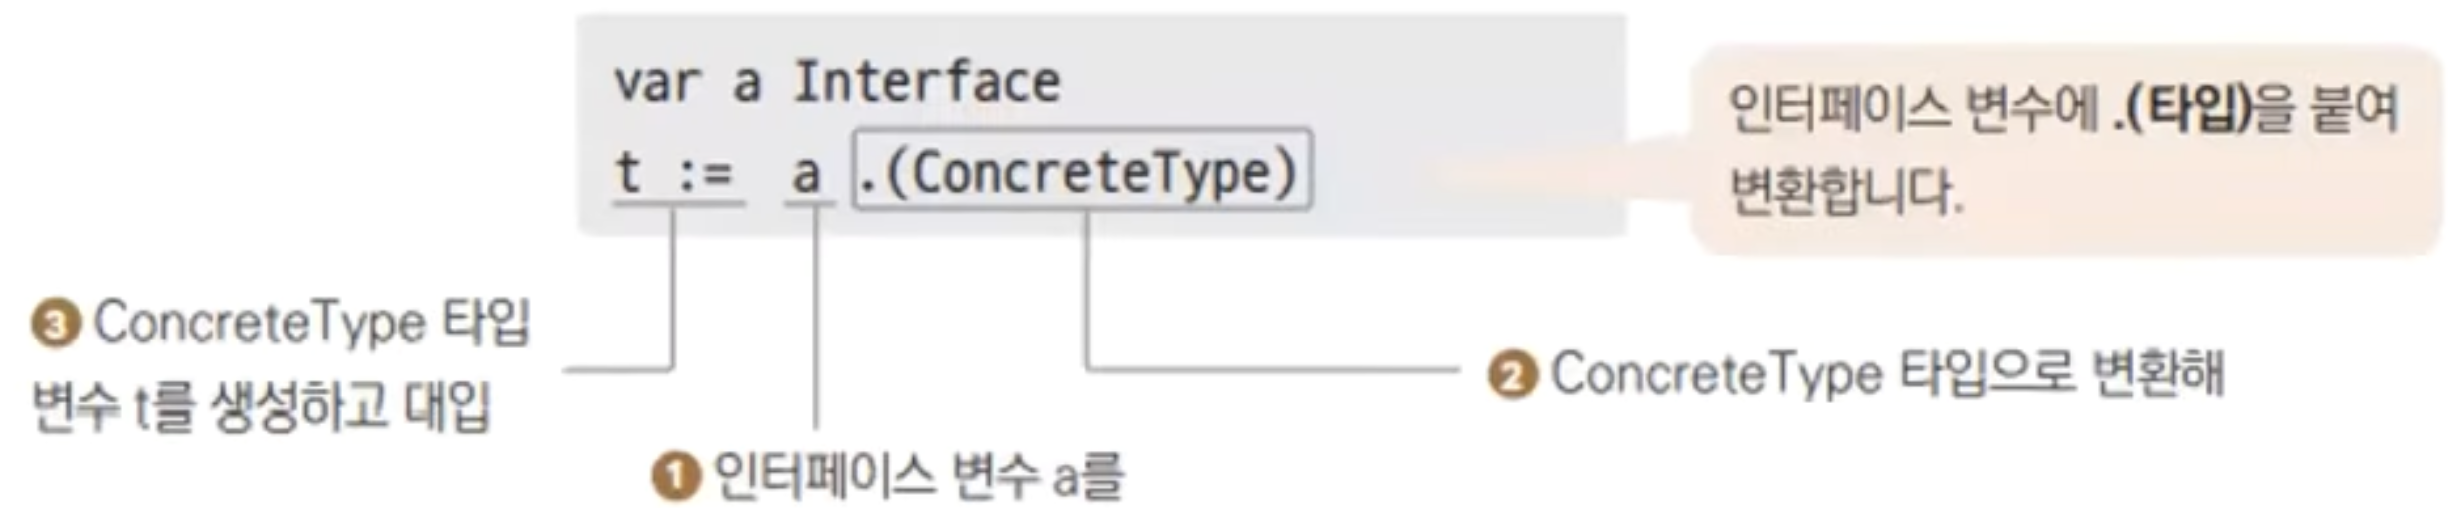 var a Interface
t := a .(ConcreteType)
인터페이스 변수에 .(타입)을 붙여
변환합니다.
❸ ConcreteType 타입
변수 t를 생성하고 대입
❷ ConcreteType 타입으로 변환해
❶ 인터페이스 변수 a를